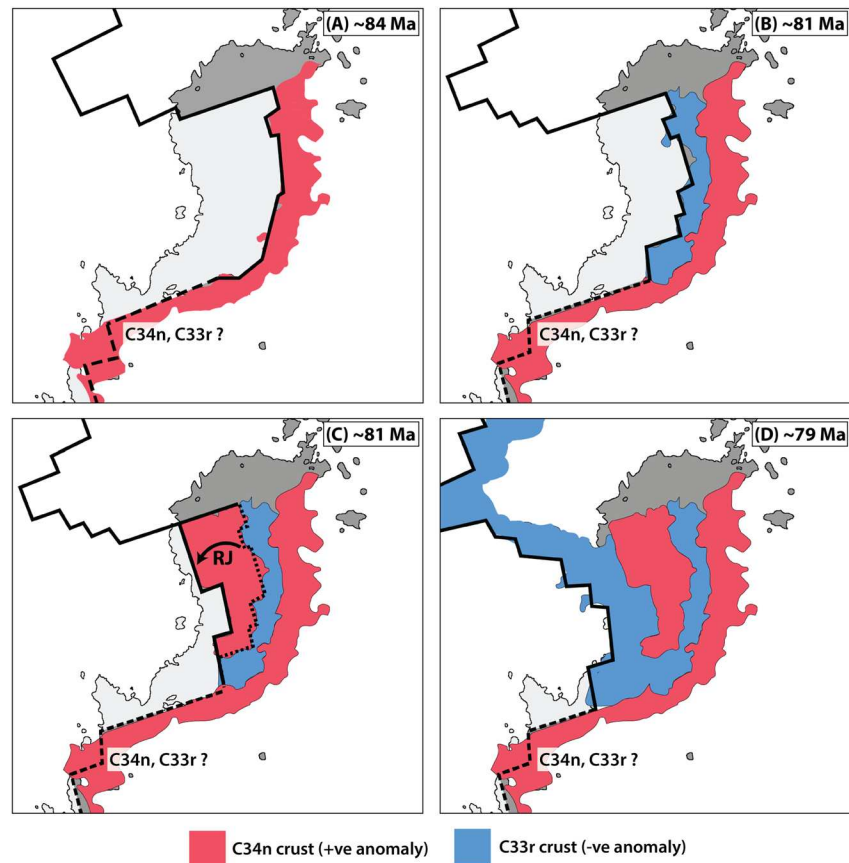 (A) ~84 Ma
C34n, C33r ?
(B) ~81 Ma
C34n, C33r ?
(C) ~81 Ma
RJ
C34n, C33r ?
(D) ~79 Ma
C34n, C33r ?
C34n crust (+ve anomaly)
C33r crust (-ve anomaly)